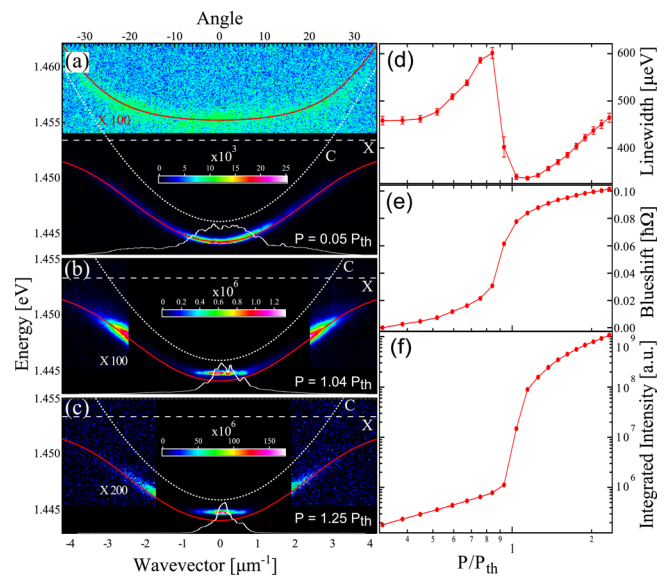 Angle
-30 -20 -10 0 10 20 30
(a)
1.460
X 100
1.455
X
x10³
C
0 5 10 15 20 25
1.450
1.445
P = 0.05 Pth
1.455
(b)
C
x10⁶
X
0 0.2 0.4 0.6 0.8 1.0 1.2
1.450
X 100
1.445
P = 1.04 Pth
1.455
(c)
C
x10⁶
X
0 50 100 150
1.450
X 200
1.445
P = 1.25 Pth
-4 -3 -2 -1 0 1 2 3 4
Wavevector [μm⁻¹]
Energy [eV]
(d)
600
500
400
Linewidth [μeV]
(e)
0.10
0.08
0.06
0.04
0.02
0.00
Blueshift [ħΩ]
(f)
10⁹
10⁸
10⁷
10⁶
Integrated Intensity [a.u.]
4 5 6 7 8 9 1 2
P/Pth